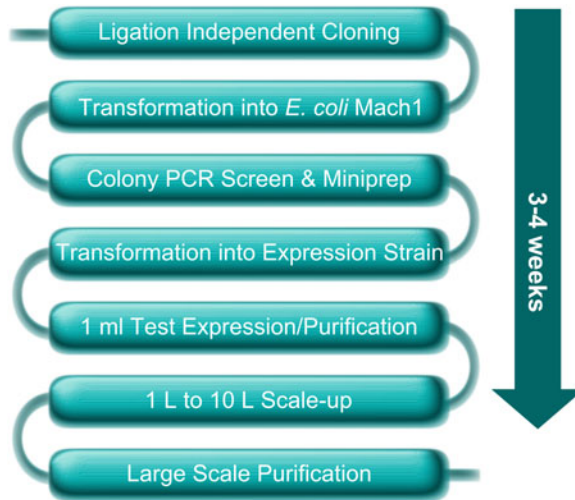 Ligation Independent Cloning
Transformation into E. coli Mach1
Colony PCR Screen & Miniprep
Transformation into Expression Strain
1 ml Test Expression/Purification
1 L to 10 L Scale-up
Large Scale Purification
3-4 weeks